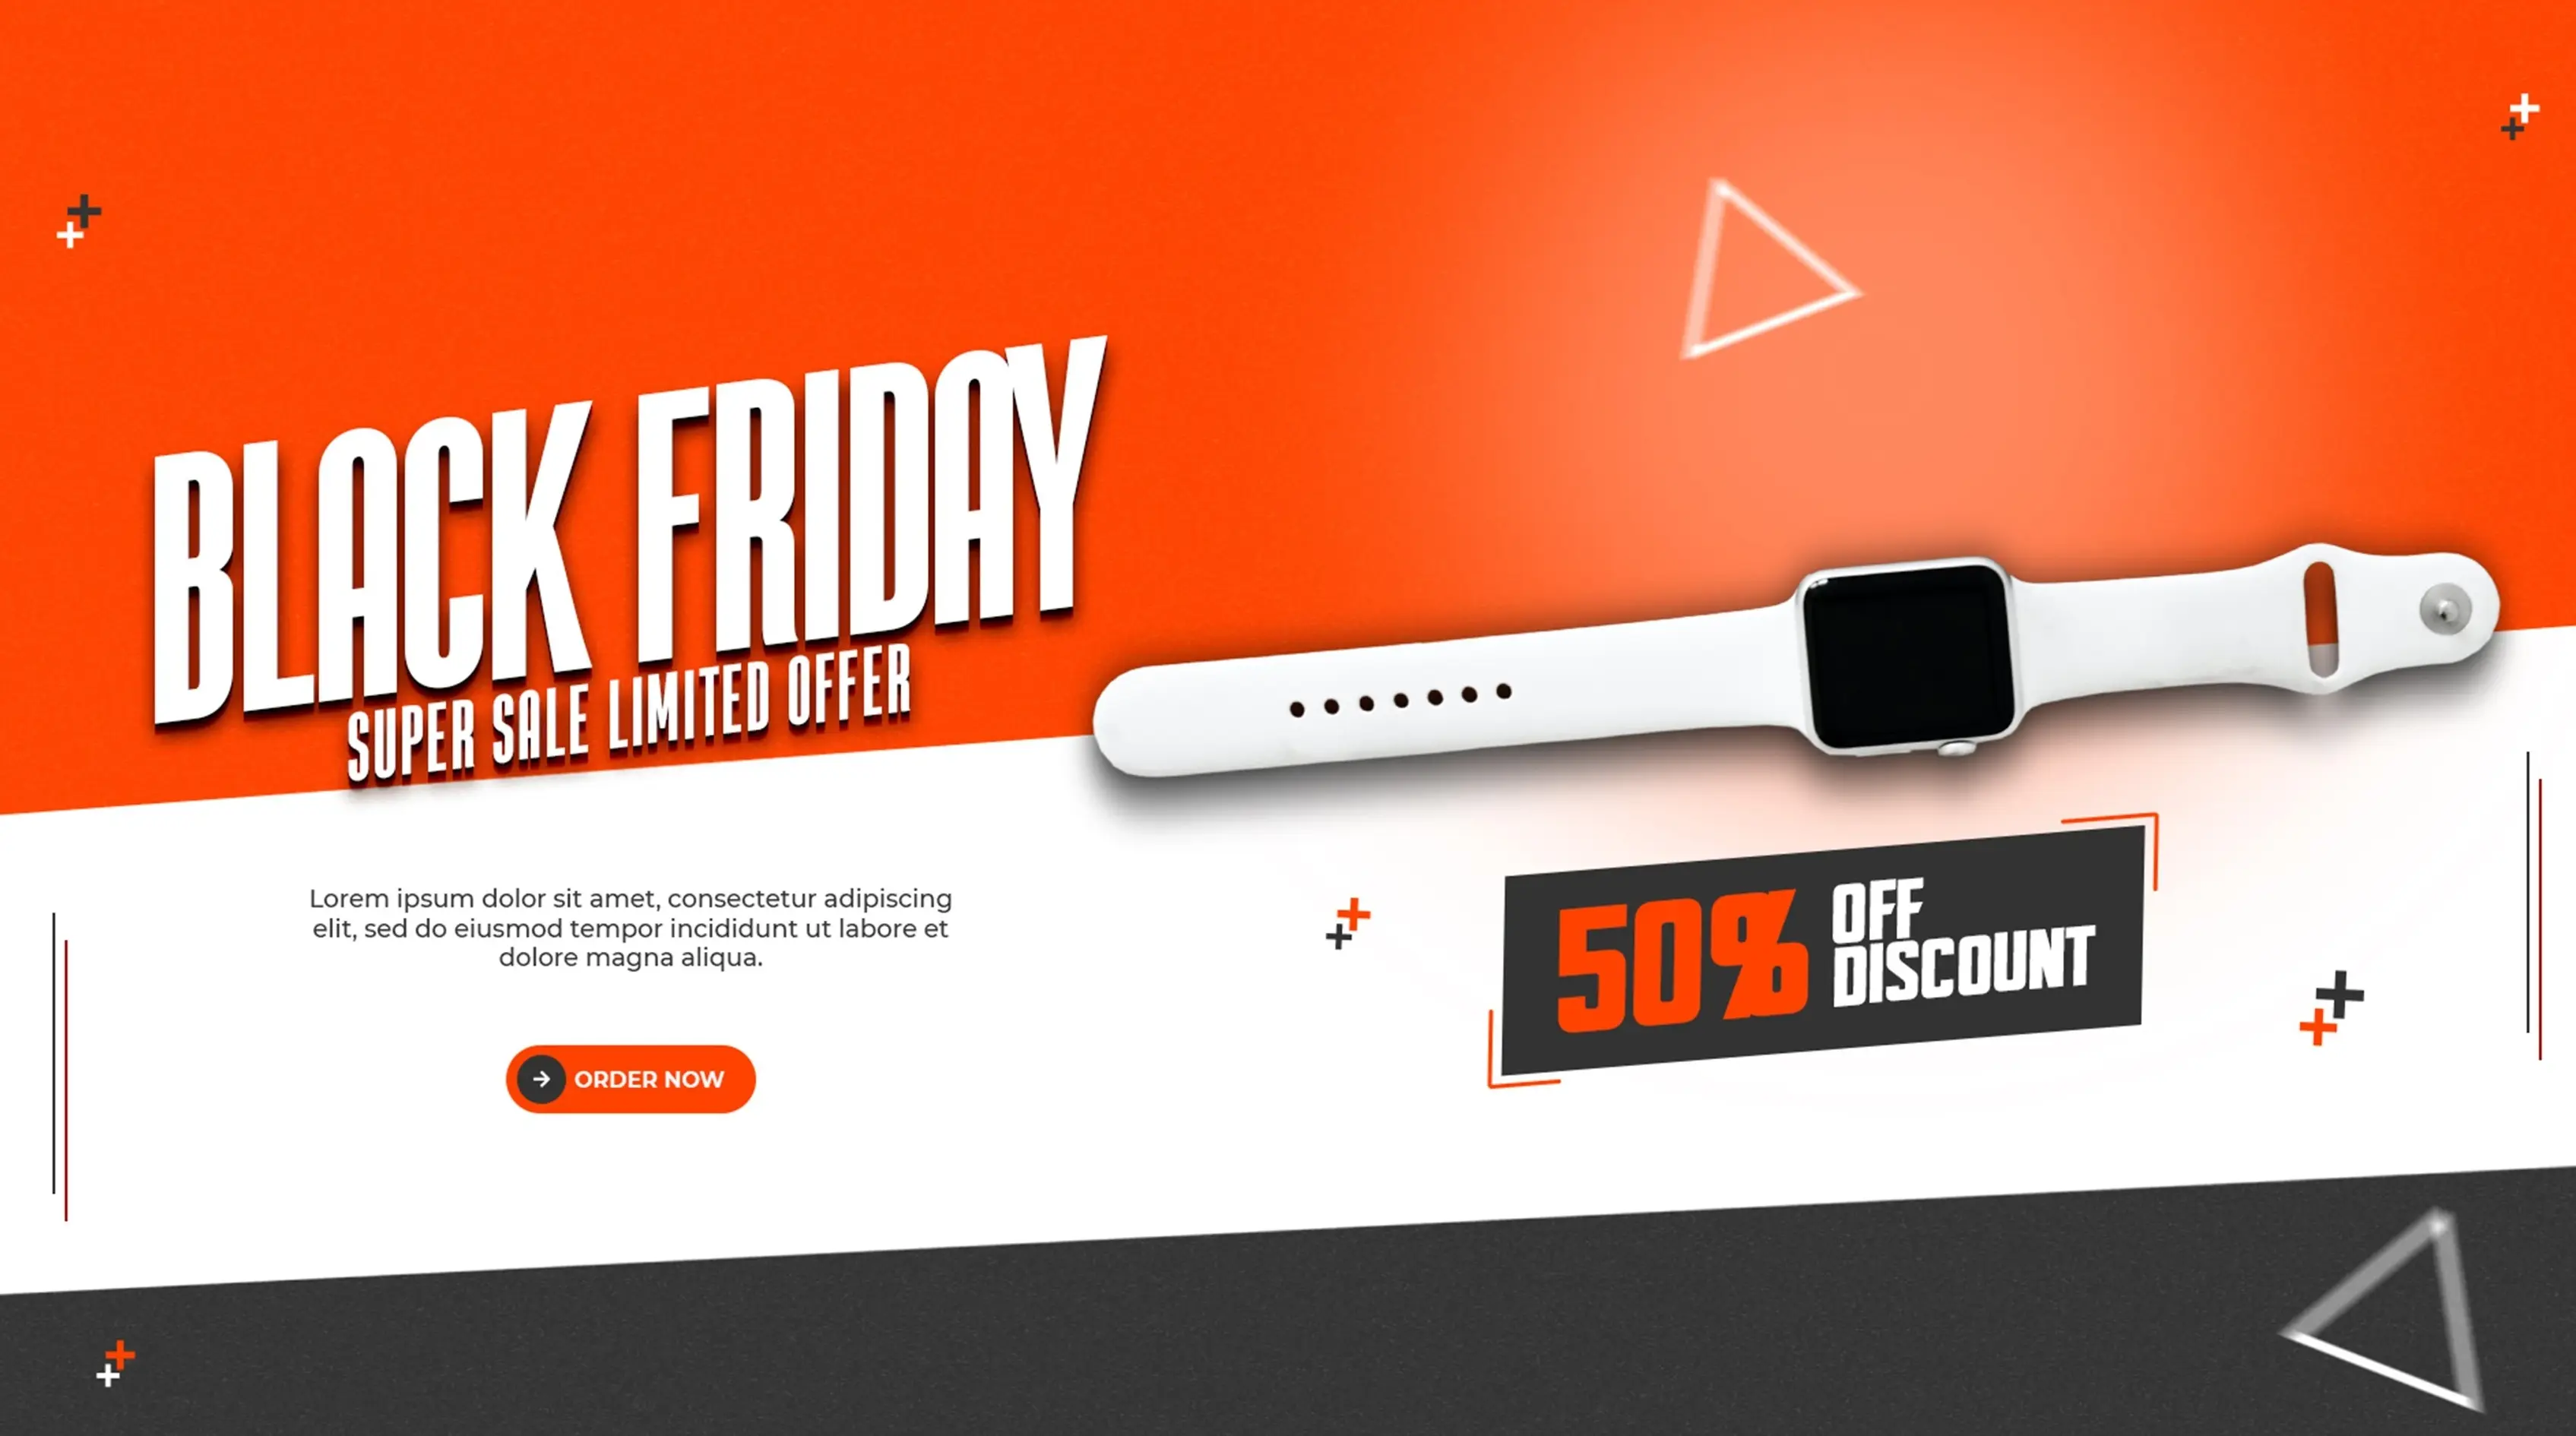 BLACK FRIDAY
SUPER SALE LIMITED OFFER
Lorem ipsum dolor sit amet, consectetur adipiscing
elit, sed do eiusmod tempor incididunt ut labore et
dolore magna aliqua.
ORDER NOW
50% OFF
DISCOUNT